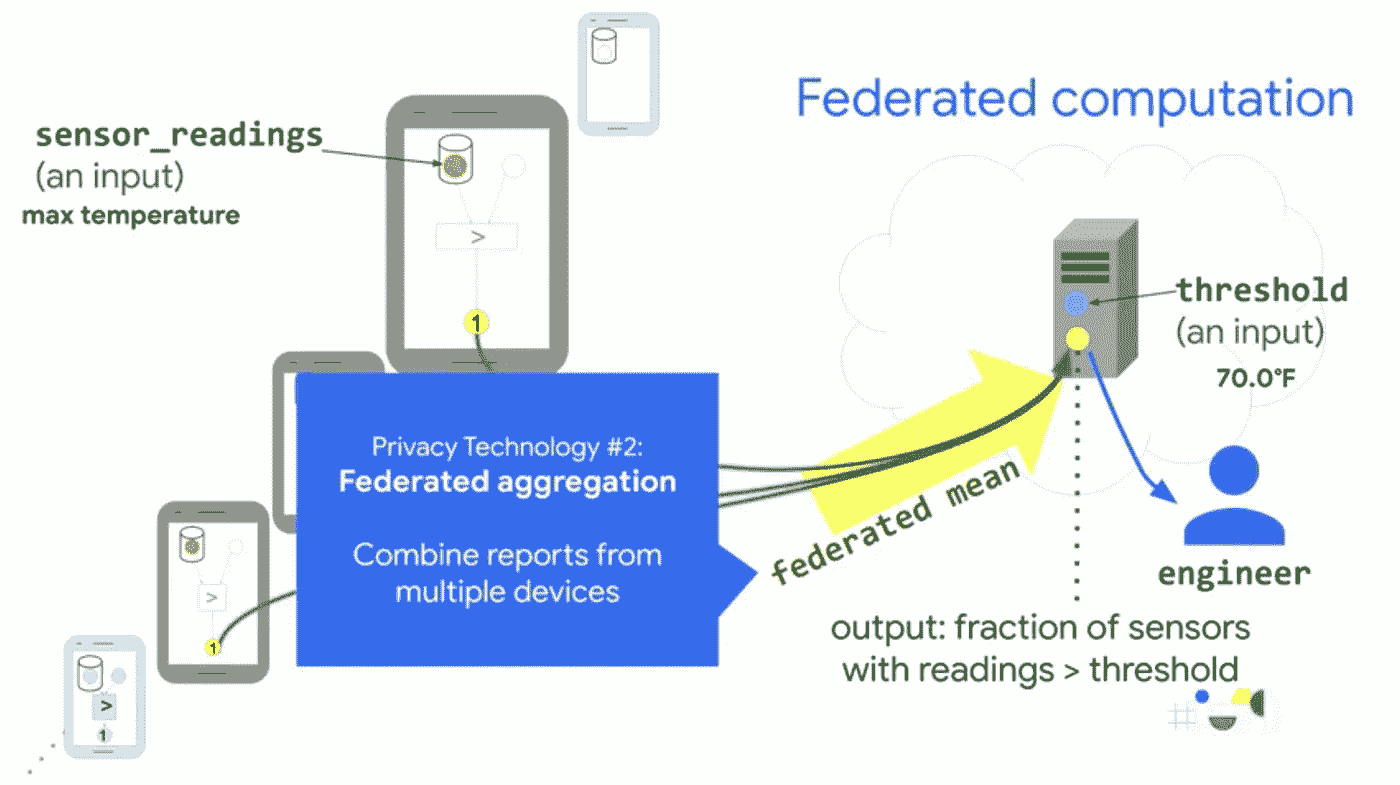 Federated computation
sensor_readings
(an input)
max temperature
>
1
threshold
(an input)
70.0°F
Privacy Technology #2:
Federated aggregation
Combine reports from
multiple devices
federated mean
engineer
>
1
output: fraction of sensors
with readings > threshold
>
1